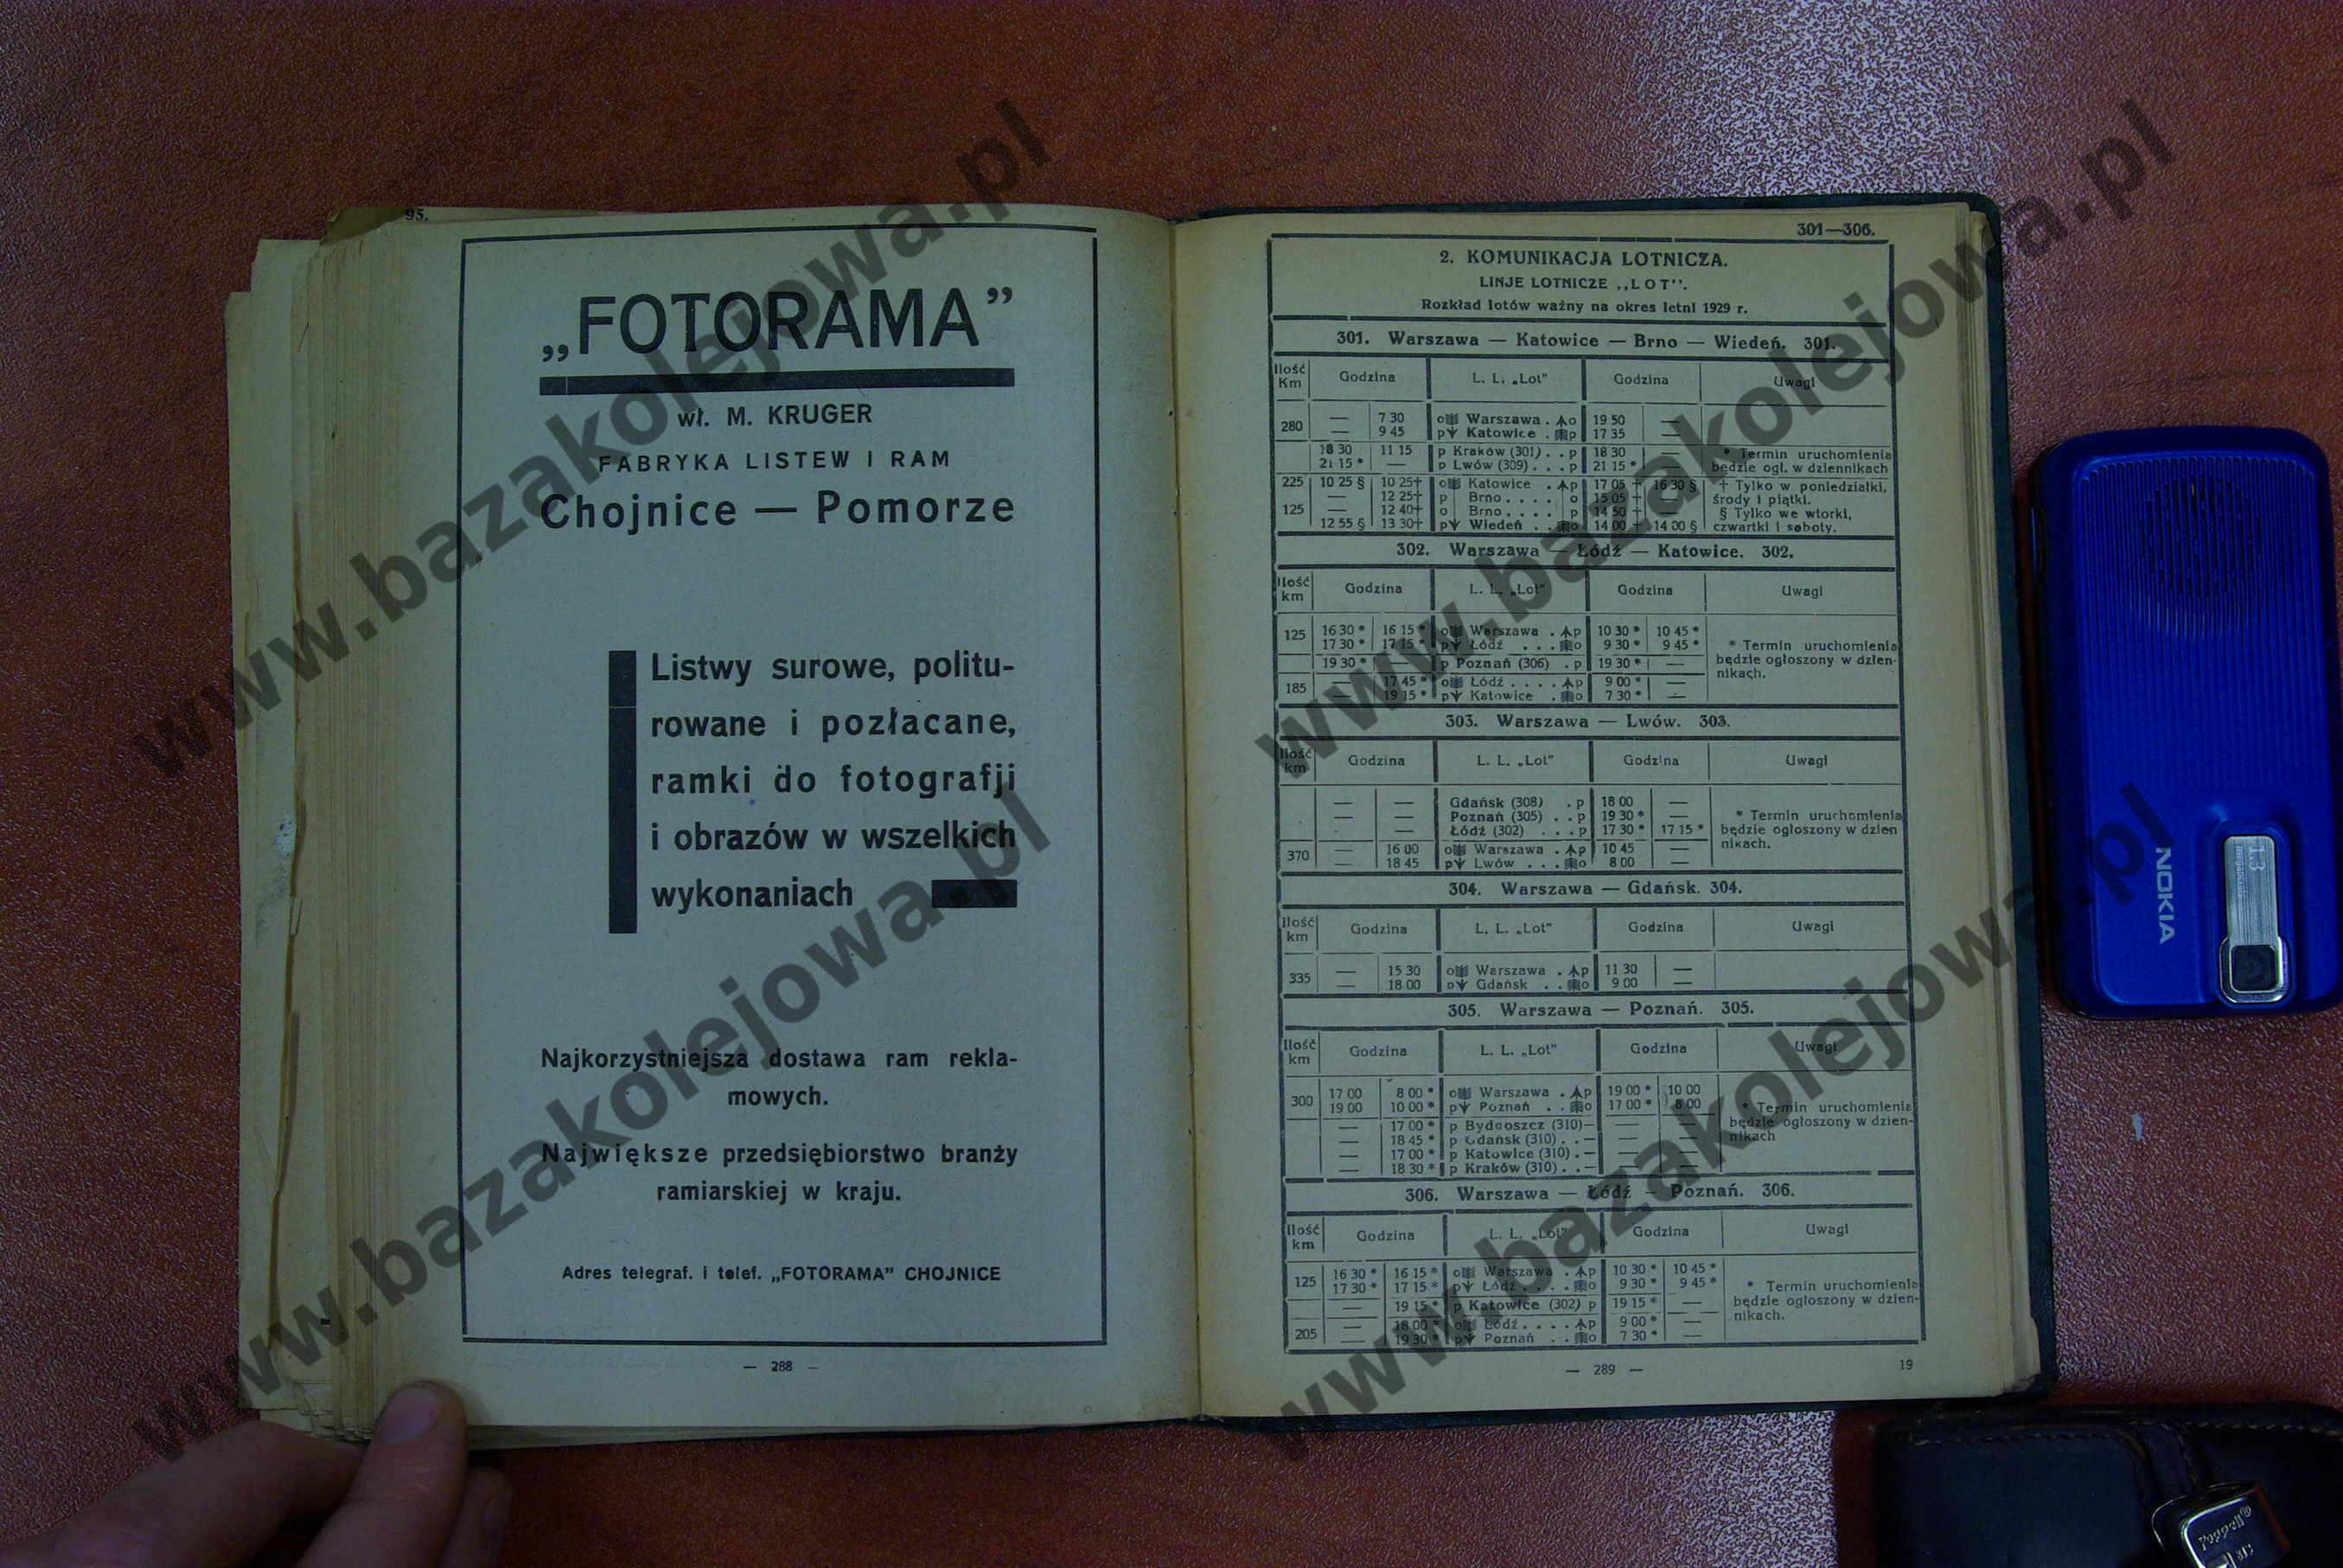 95.
„FOTORAMA”
wł. M. KRUGER
FABRYKA LISTEW I RAM
Chojnice — Pomorze
Listwy surowe, politu-
rowane i pozłacane,
ramki do fotografji
i obrazów w wszelkich
wykonaniach
Najkorzystniejsza dostawa ram rekla-
mowych.
Największe przedsiębiorstwo branży
ramiarskiej w kraju.
Adres telegraf. i telef. „FOTORAMA” CHOJNICE
— 288 —
301—306.
2. KOMUNIKACJA LOTNICZA.
LINJE LOTNICZE ,,LOT''.
Rozkład lotów ważny na okres letni 1929 r.
301. Warszawa — Katowice — Brno — Wiedeń. 301.
Ilość Km Godzina L. L. „Lot” Godzina Uwagi
280 — 7 30 o Warszawa . o 19 50 —
— 9 45 p Katowice . p 17 35 —
18 30 11 15 p Kraków (301) . . p 18 30 — * Termin uruchomienia
21 15 * — p Lwów (309) . . . p 21 15 * — będzie ogł. w dziennikach
225 10 25 § 10 25† o Katowice . p 17 05 † 16 30 § † Tylko w poniedziałki,
— 12 25† p Brno . . . . o 15 05 † — środy i piątki.
125 — 12 40† o Brno . . . . p 14 50 † — § Tylko we wtorki,
12 55 § 13 30† p Wiedeń . . o 14 00 † 14 00 § czwartki i soboty.
302. Warszawa — Łódź — Katowice. 302.
Ilość km Godzina L. L. „Lot” Godzina Uwagi
125 16 30 * 16 15 * o Warszawa . p 10 30 * 10 45 *
17 30 * 17 15 * p Łódź . . . o 9 30 * 9 45 * * Termin uruchomienia
19 30 * p Poznań (306) . p 19 30 * — będzie ogłoszony w dzien-
185 — 17 45 * o Łódź . . . . p 9 00 * — nikach.
— 19 15 * p Katowice . o 7 30 * —
303. Warszawa — Lwów. 303.
Ilość km Godzina L. L. „Lot” Godzina Uwagi
— — Gdańsk (308) . p 18 00 —
— — Poznań (305) . . p 19 30 * — * Termin uruchomienia
— — Łódź (302) . . . p 17 30 * 17 15 * będzie ogłoszony w dzien
370 — 16 00 o Warszawa . p 10 45 — nikach.
— 18 45 p Lwów . . . o 8 00 —
304. Warszawa — Gdańsk. 304.
Ilość km Godzina L. L. „Lot” Godzina Uwagi
335 — 15 30 o Warszawa . p 11 30 —
— 18 00 p Gdańsk . . o 9 00 —
305. Warszawa — Poznań. 305.
Ilość km Godzina L. L. „Lot” Godzina Uwagi
300 17 00 8 00 * o Warszawa . p 19 00 * 10 00
19 00 10 00 * p Poznań . . o 17 00 * 8 00 * Termin uruchomienia
— 17 00 * p Bydgoszcz (310) — — — będzie ogłoszony w dzien-
— 18 45 * p Gdańsk (310) . . — — — nikach
— 17 00 * p Katowice (310) . — — —
— 18 30 * p Kraków (310) . . — — —
306. Warszawa — Łódź — Poznań. 306.
Ilość km Godzina L. L. „Lot” Godzina Uwagi
125 16 30 * 16 15 * o Warszawa . p 10 30 * 10 45 *
17 30 * 17 15 * p Łódź . . . . o 9 30 * 9 45 * * Termin uruchomienia
— 19 15 * p Katowice (302) p 19 15 * — będzie ogłoszony w dzien-
205 — 18 00 * o Łódź . . . . p 9 00 * — nikach.
— 19 30 * p Poznań . . o 7 30 * —
— 289 —
19
NOKIA
1.3
megapixel
www.bazakolejowa.pl
www.bazakolejowa.pl
www.bazakolejowa.pl
www.bazakolejowa.pl